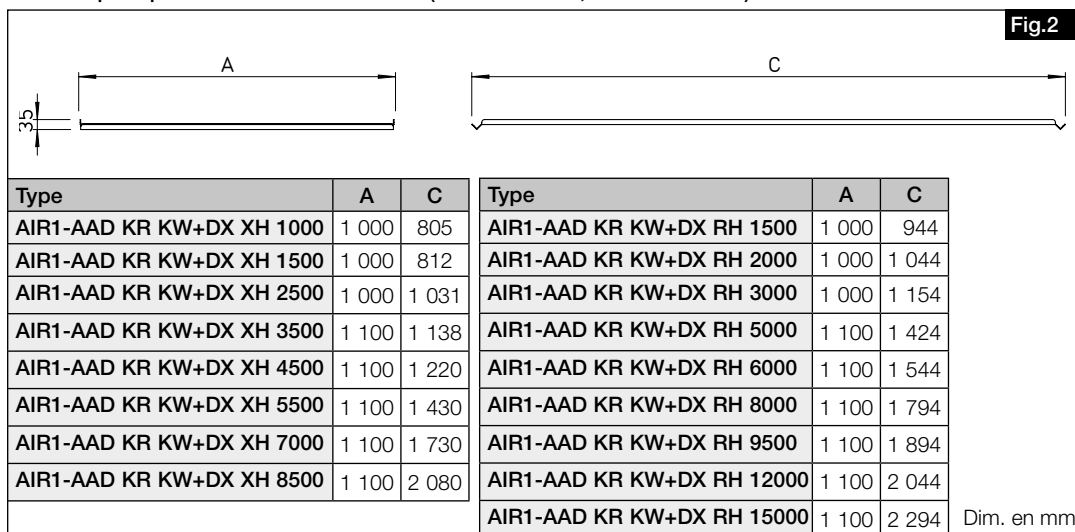 Fig.2
A
C
35
Type A C
AIR1-AAD KR KW+DX XH 1000 1 000 805
AIR1-AAD KR KW+DX XH 1500 1 000 812
AIR1-AAD KR KW+DX XH 2500 1 000 1 031
AIR1-AAD KR KW+DX XH 3500 1 100 1 138
AIR1-AAD KR KW+DX XH 4500 1 100 1 220
AIR1-AAD KR KW+DX XH 5500 1 100 1 430
AIR1-AAD KR KW+DX XH 7000 1 100 1 730
AIR1-AAD KR KW+DX XH 8500 1 100 2 080
Type A C
AIR1-AAD KR KW+DX RH 1500 1 000 944
AIR1-AAD KR KW+DX RH 2000 1 000 1 044
AIR1-AAD KR KW+DX RH 3000 1 000 1 154
AIR1-AAD KR KW+DX RH 5000 1 100 1 424
AIR1-AAD KR KW+DX RH 6000 1 100 1 544
AIR1-AAD KR KW+DX RH 8000 1 100 1 794
AIR1-AAD KR KW+DX RH 9500 1 100 1 894
AIR1-AAD KR KW+DX RH 12000 1 100 2 044
AIR1-AAD KR KW+DX RH 15000 1 100 2 294
Dim. en mm